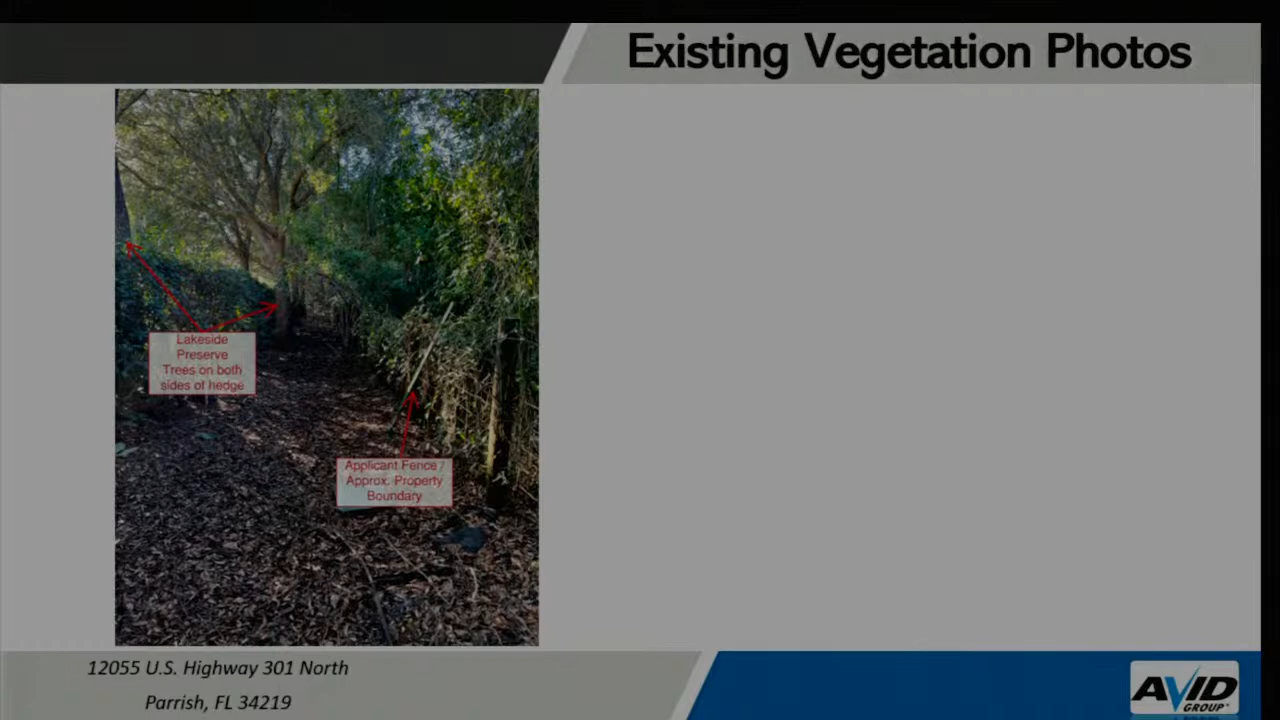 Existing Vegetation Photos
Lakeside
Preserve
Trees on both
sides of hedge
Applicant Fence /
Approx. Property
Boundary
12055 U.S. Highway 301 North
Parrish, FL 34219
AVID
GROUP